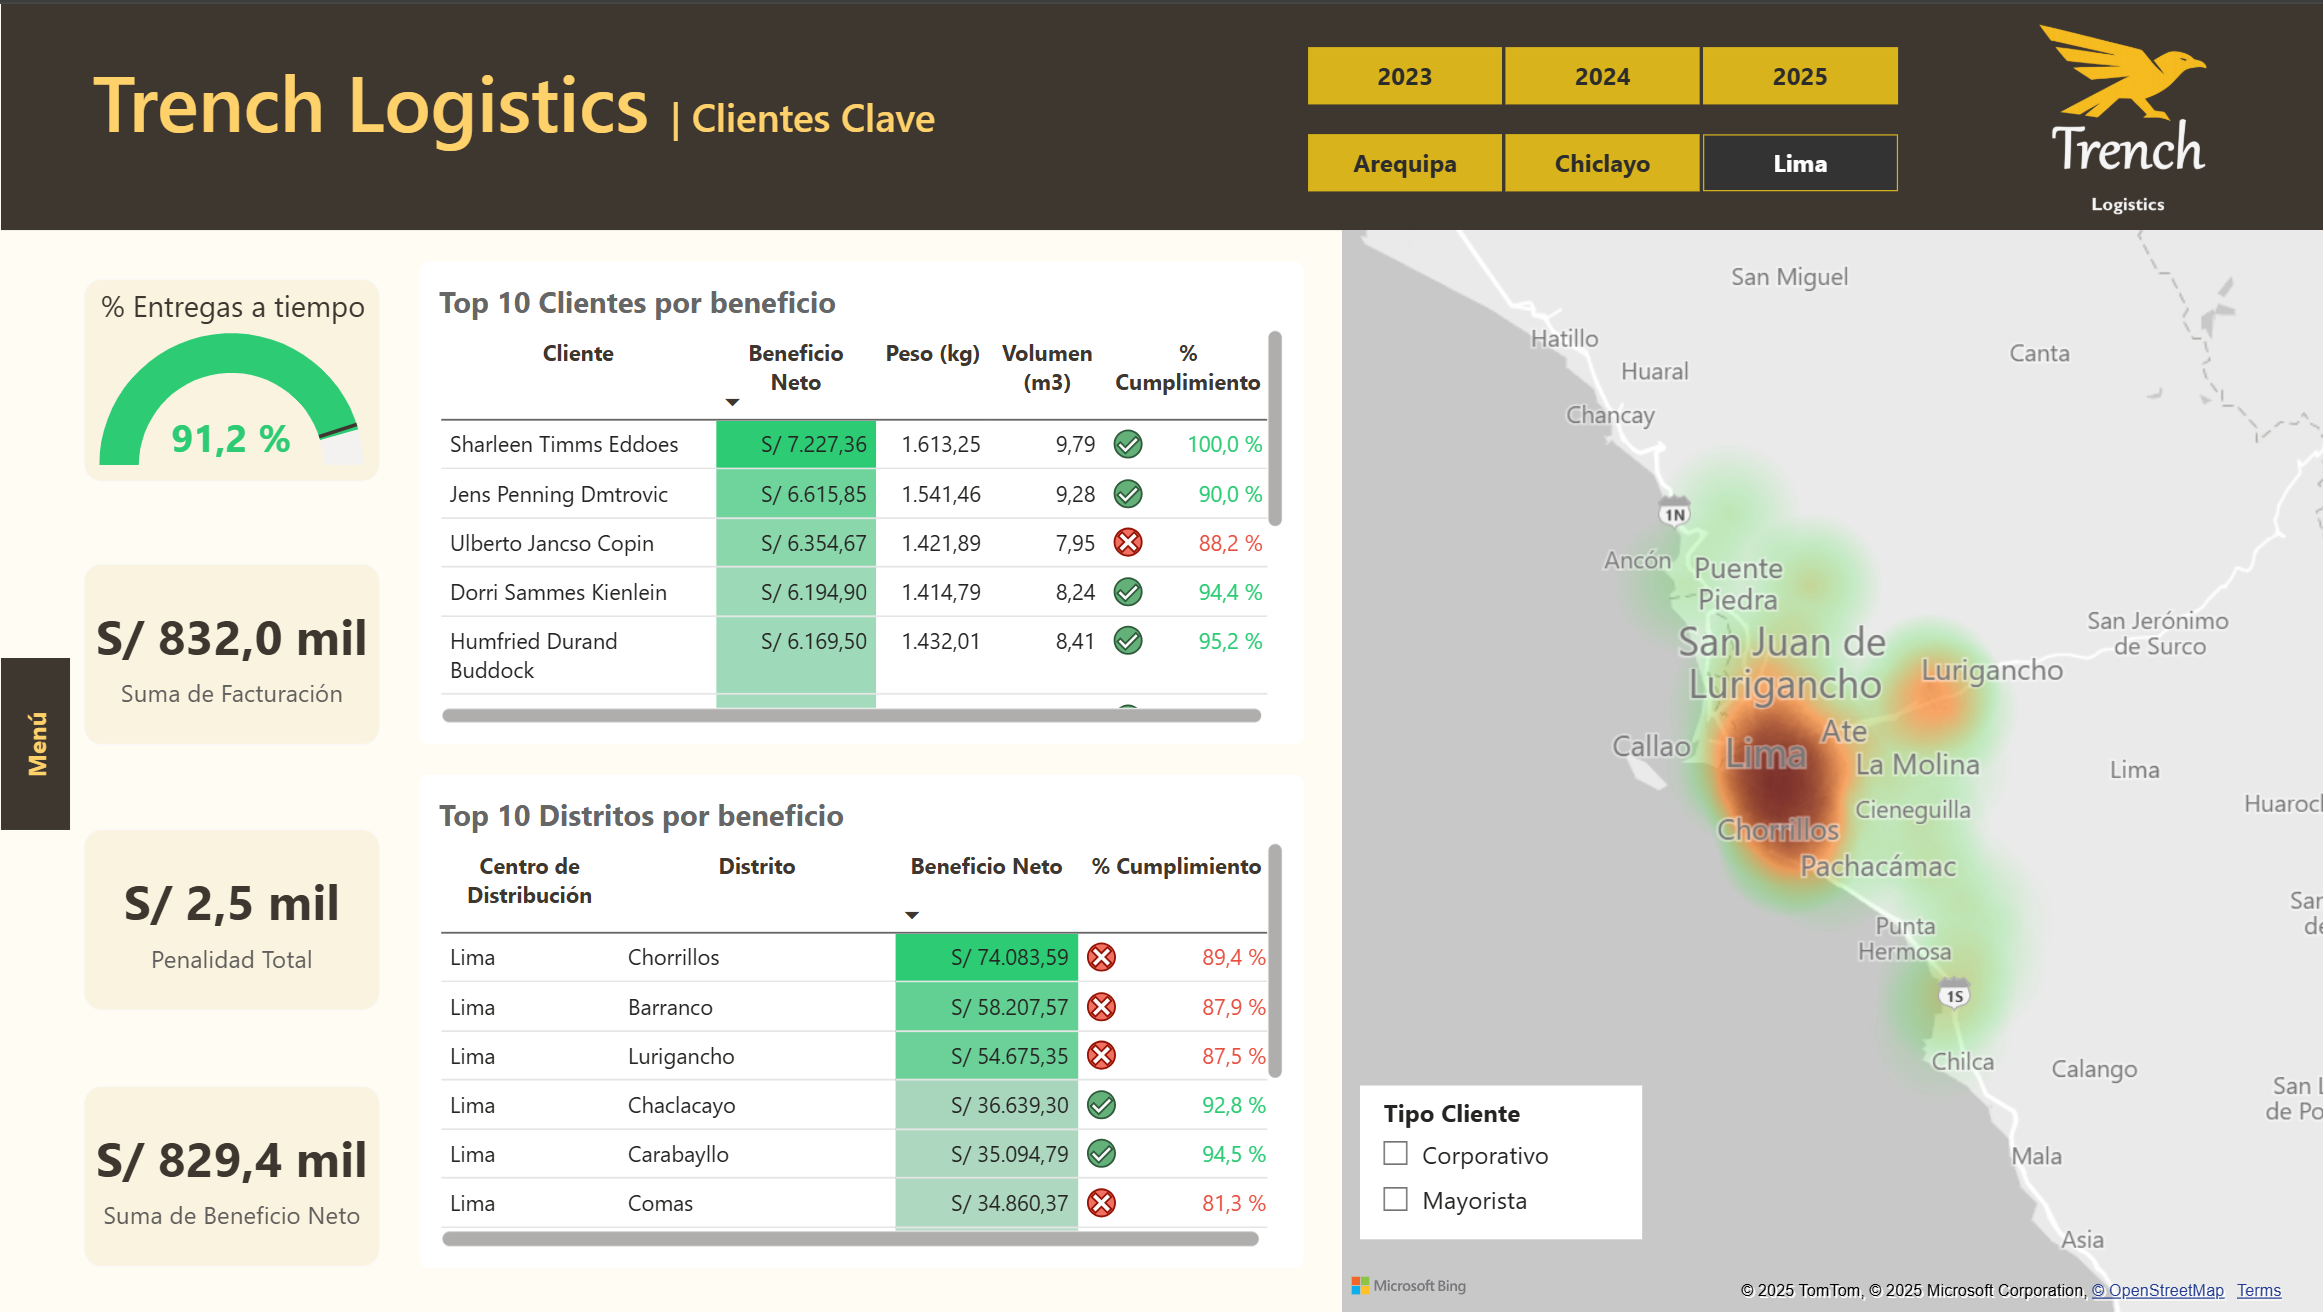 Trench Logistics | Clientes Clave
2023
2024
2025
Arequipa
Chiclayo
Lima
Trench
Logistics
Menú
% Entregas a tiempo
91,2 %
S/ 832,0 mil
Suma de Facturación
S/ 2,5 mil
Penalidad Total
S/ 829,4 mil
Suma de Beneficio Neto
Top 10 Clientes por beneficio
Cliente Beneficio Neto Peso (kg) Volumen (m3) % Cumplimiento
Sharleen Timms Eddoes S/ 7.227,36 1.613,25 9,79 100,0 %
Jens Penning Dmtrovic S/ 6.615,85 1.541,46 9,28 90,0 %
Ulberto Jancso Copin S/ 6.354,67 1.421,89 7,95 88,2 %
Dorri Sammes Kienlein S/ 6.194,90 1.414,79 8,24 94,4 %
Humfried Durand S/ 6.169,50 1.432,01 8,41 95,2 %
Buddock
Top 10 Distritos por beneficio
Centro de Distribución Distrito Beneficio Neto % Cumplimiento
Lima Chorrillos S/ 74.083,59 89,4 %
Lima Barranco S/ 58.207,57 87,9 %
Lima Lurigancho S/ 54.675,35 87,5 %
Lima Chaclacayo S/ 36.639,30 92,8 %
Lima Carabayllo S/ 35.094,79 94,5 %
Lima Comas S/ 34.860,37 81,3 %
San Miguel
Hatillo
Canta
Huaral
Chancay
1N
Ancón
Puente
Piedra
San Juan de
Lurigancho
San Jerónimo
de Surco
Lurigancho
Ate
Callao
Lima
La Molina
Lima
Cieneguilla
Huaroch
Chorrillos
Pachacámac
Punta
Hermosa
San
de
1S
Chilca
Calango
San L
de Po
Mala
Asia
Tipo Cliente
Corporativo
Mayorista
Microsoft Bing
© 2025 TomTom, © 2025 Microsoft Corporation, © OpenStreetMap Terms